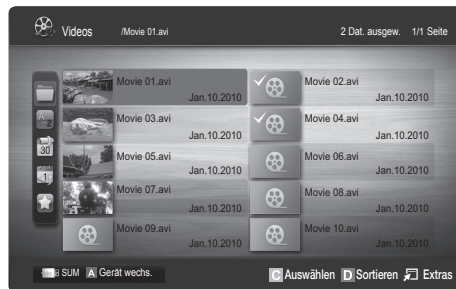 Videos /Movie 01.avi 2 Dat. ausgew. 1/1 Seite
Movie 01.avi Movie 02.avi
Jan.10.2010 Jan.10.2010
Movie 03.avi Movie 04.avi
Jan.10.2010 Jan.10.2010
Movie 05.avi Movie 06.avi
Jan.10.2010 Jan.10.2010
Movie 07.avi Movie 08.avi
Jan.10.2010 Jan.10.2010
Movie 09.avi Movie 10.avi
Jan.10.2010 Jan.10.2010
SUM A Gerät wechs. C Auswählen D Sortieren Extras